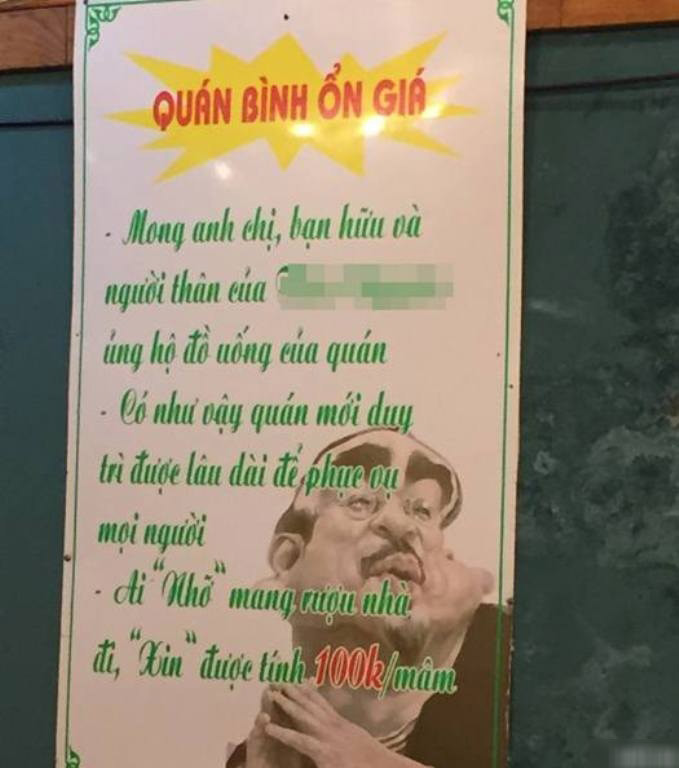 QUÁN BÌNH ỔN GIÁ
- Mong anh chị, bạn hữu và
người thân của
ủng hộ đồ uống của quán
- Có như vậy quán mới duy
trì được lâu dài để phục vụ
mọi người
- Ai "Nhỡ" mang rượu nhà
đi, "Xin" được tính 100k/mâm